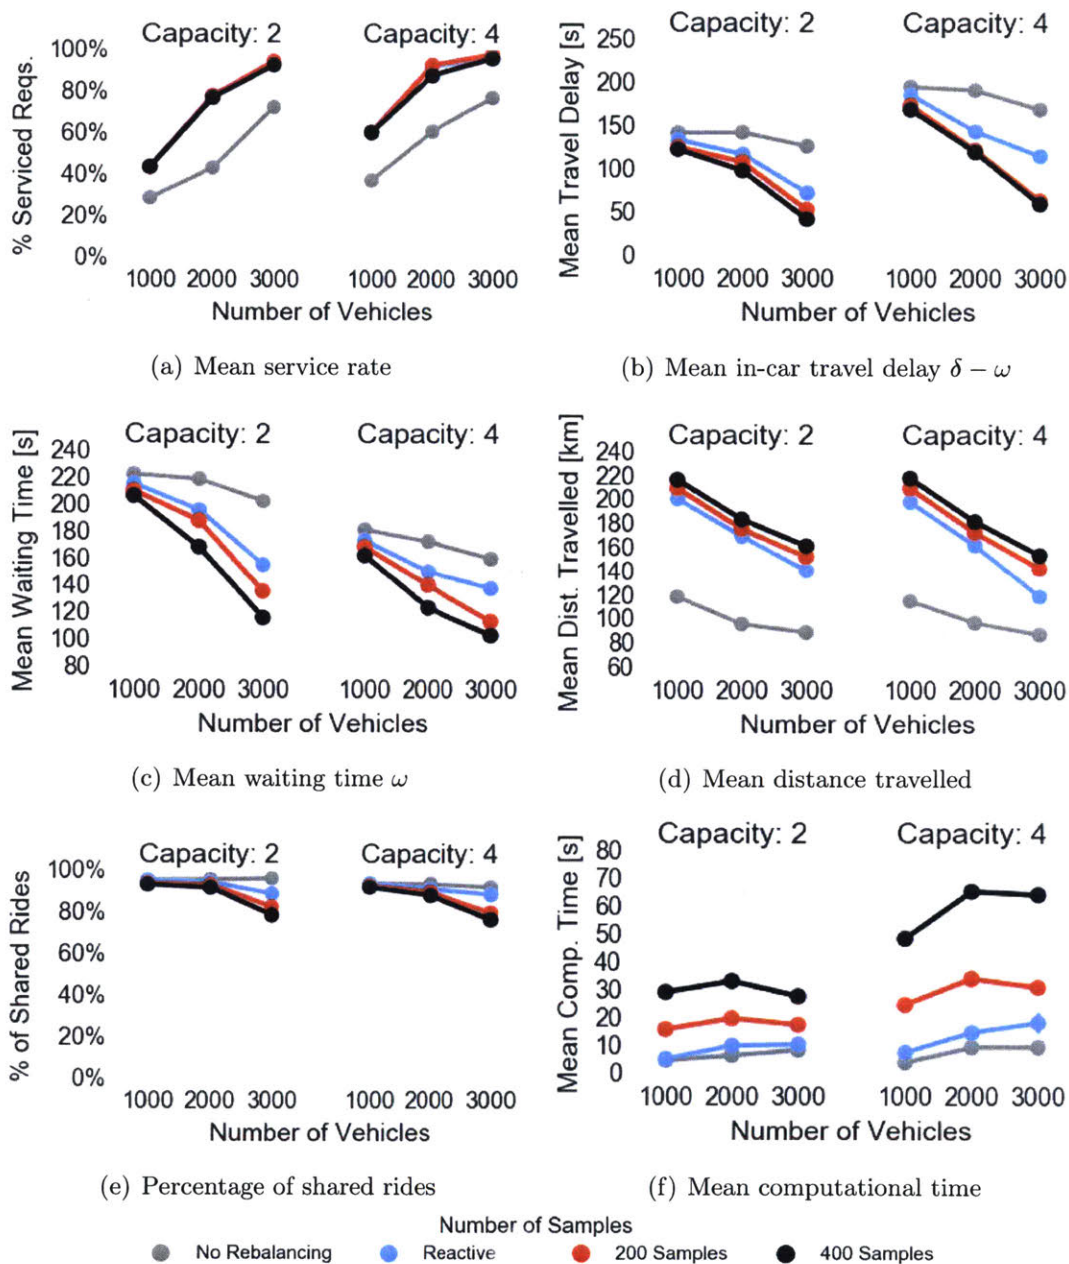 Capacity: 2
Capacity: 4
% Serviced Reqs.
100%
80%
60%
40%
20%
0%
1000 2000 3000
1000 2000 3000
Number of Vehicles
(a) Mean service rate
Capacity: 2
Capacity: 4
Mean Travel Delay [s]
250
200
150
100
50
0
1000 2000 3000
1000 2000 3000
Number of Vehicles
(b) Mean in-car travel delay δ − ω
Capacity: 2
Capacity: 4
Mean Waiting Time [s]
240
220
200
180
160
140
120
100
80
1000 2000 3000
1000 2000 3000
Number of Vehicles
(c) Mean waiting time ω
Capacity: 2
Capacity: 4
Mean Dist. Travelled [km]
240
220
200
180
160
140
120
100
80
60
1000 2000 3000
1000 2000 3000
Number of Vehicles
(d) Mean distance travelled
Capacity: 2
Capacity: 4
% of Shared Rides
100%
80%
60%
40%
20%
0%
1000 2000 3000
1000 2000 3000
Number of Vehicles
(e) Percentage of shared rides
Capacity: 2
Capacity: 4
Mean Comp. Time [s]
80
70
60
50
40
30
20
10
0
1000 2000 3000
1000 2000 3000
Number of Vehicles
(f) Mean computational time
Number of Samples
No Rebalancing
Reactive
200 Samples
400 Samples